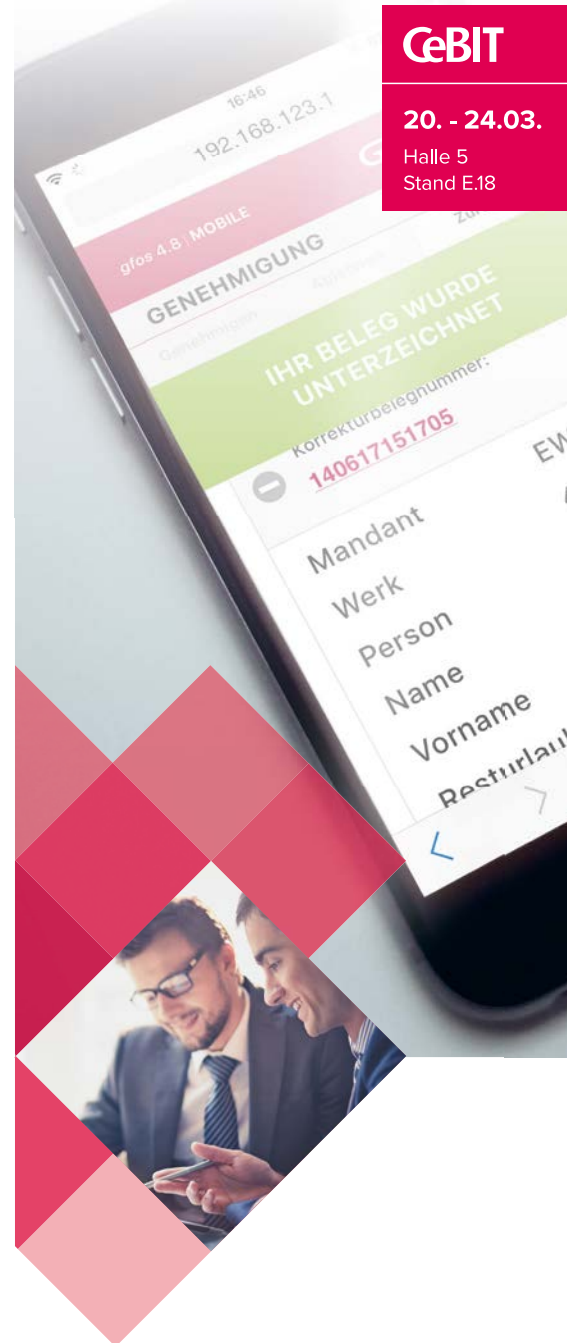 CeBIT
20. - 24.03.
Halle 5
Stand E.18
16:46
192.168.123.1
gfos 4.8 | MOBILE
GENEHMIGUNG
Genehmigen
IHR BELEG WURDE
UNTERZEICHNET
Korrekturbelegnummer:
140617151705
Mandant
Werk
Person
Name
Vorname